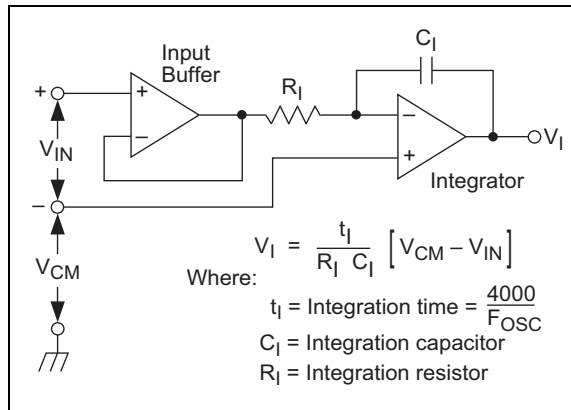 Input
Buffer
C_I
R_I
+
+
−
−
V_IN
−
+
V_I
Integrator
V_CM
V_I = t_I / (R_I C_I) [V_CM – V_IN]
Where:
t_I = Integration time = 4000 / F_OSC
C_I = Integration capacitor
R_I = Integration resistor